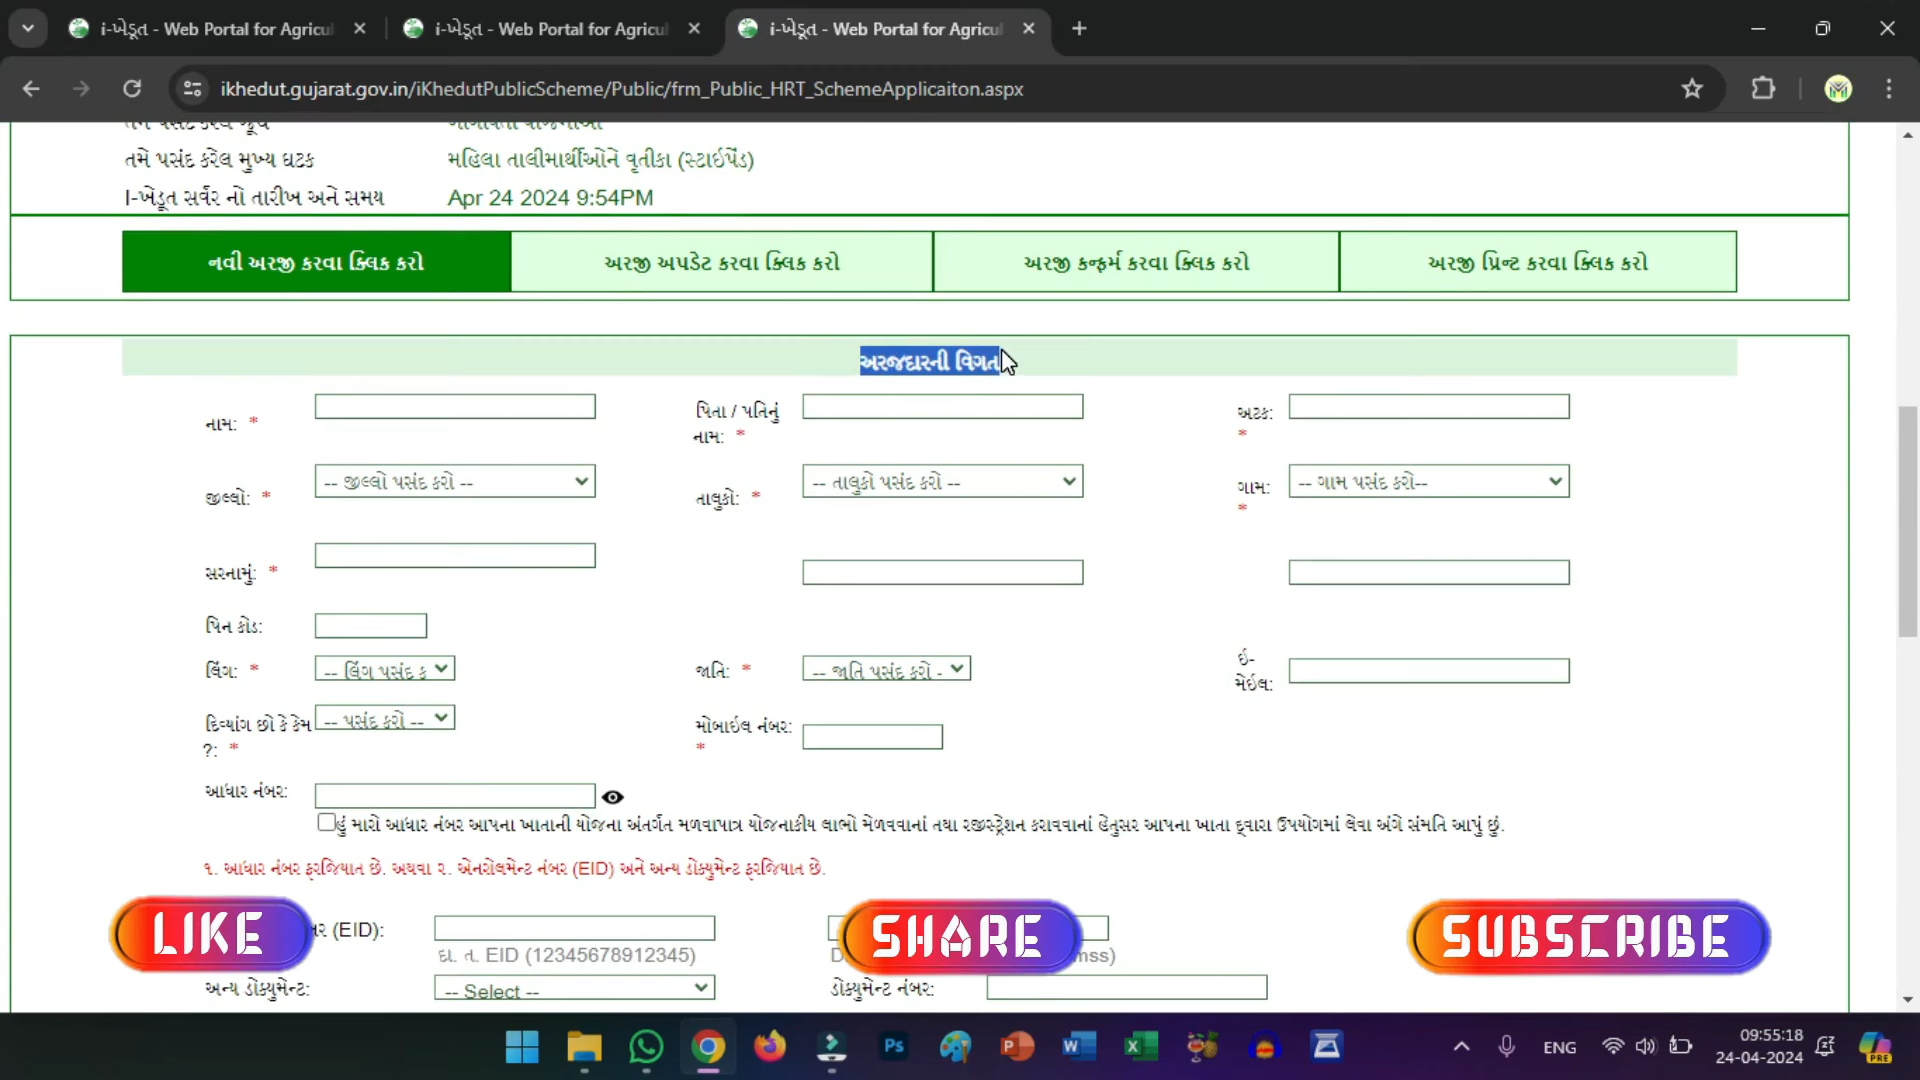 i-ખેડૂત - Web Portal for Agricul
i-ખેડૂત - Web Portal for Agricul
i-ખેડૂત - Web Portal for Agricul
ikhedut.gujarat.gov.in/iKhedutPublicScheme/Public/frm_Public_HRT_SchemeApplicaiton.aspx
તમે પસંદ કરેલ મુખ્ય ઘટક મહિલા તાલીમાર્થીઓને વૃતીકા (સ્ટાઈપેંડ)
I-ખેડૂત સર્વર નો તારીખ અને સમય Apr 24 2024 9:54PM
નવી અરજી કરવા ક્લિક કરો અરજી અપડેટ કરવા ક્લિક કરો અરજી કન્ફર્મ કરવા ક્લિક કરો અરજી પ્રિન્ટ કરવા ક્લિક કરો
અરજદારની વિગત
નામ: * પિતા / પતિનું નામ: * અટક: *
જીલ્લો: * -- જીલ્લો પસંદ કરો -- તાલુકો: * -- તાલુકો પસંદ કરો -- ગામ: * -- ગામ પસંદ કરો--
સરનામું: *
પિન કોડ:
લિંગ: * -- લિંગ પસંદ ક જાતિ: * -- જાતિ પસંદ કરો - ઇ-મેઇલ:
દિવ્યાંગ છો કે કેમ ?: * -- પસંદ કરો -- મોબાઇલ નંબર: *
આધાર નંબર:
હું મારો આધાર નંબર આપના ખાતાની યોજના અંતર્ગત મળવાપાત્ર યોજનાકીય લાભો મેળવવાનાં તથા રજીસ્ટ્રેશન કરાવવાનાં હેતુસર આપના ખાતા દ્વારા ઉપયોગમાં લેવા અંગે સંમતિ આપું છું.
૧. આધાર નંબર ફરજિયાત છે. અથવા ૨. એનરોલમેન્ટ નંબર (EID) અને અન્ય ડોક્યુમેન્ટ ફરજિયાત છે.
LIKE (EID): SHARE SUBSCRIBE
દા. ત. EID (12345678912345) mss)
અન્ય ડોક્યુમેન્ટ: -- Select -- ડોક્યુમેન્ટ નંબર:
Ps P W X ENG 09:55:18
24-04-2024 PRE